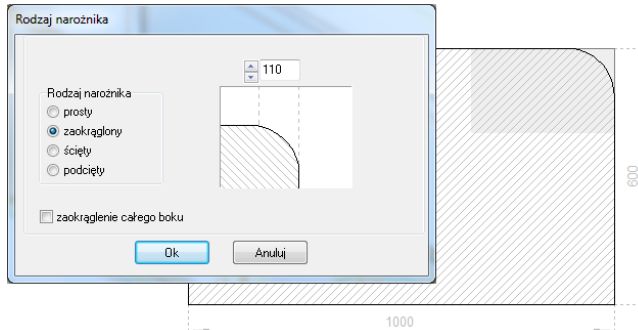 Rodzaj narożnika
110
Rodzaj narożnika
prosty
zaokrąglony
ścięty
podcięty
zaokrąglenie całego boku
Ok
Anuluj
600
1000